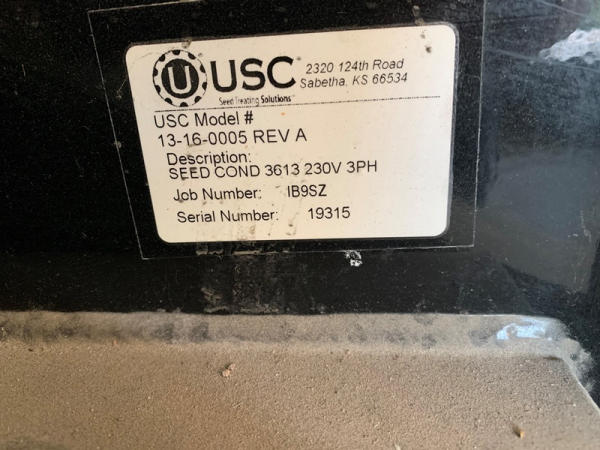 U USC
2320 124th Road
Sabetha, KS 66534
Seed Treating Solutions
USC Model #
13-16-0005 REV A
Description:
SEED COND 3613 230V 3PH
Job Number: IB9SZ
Serial Number: 19315